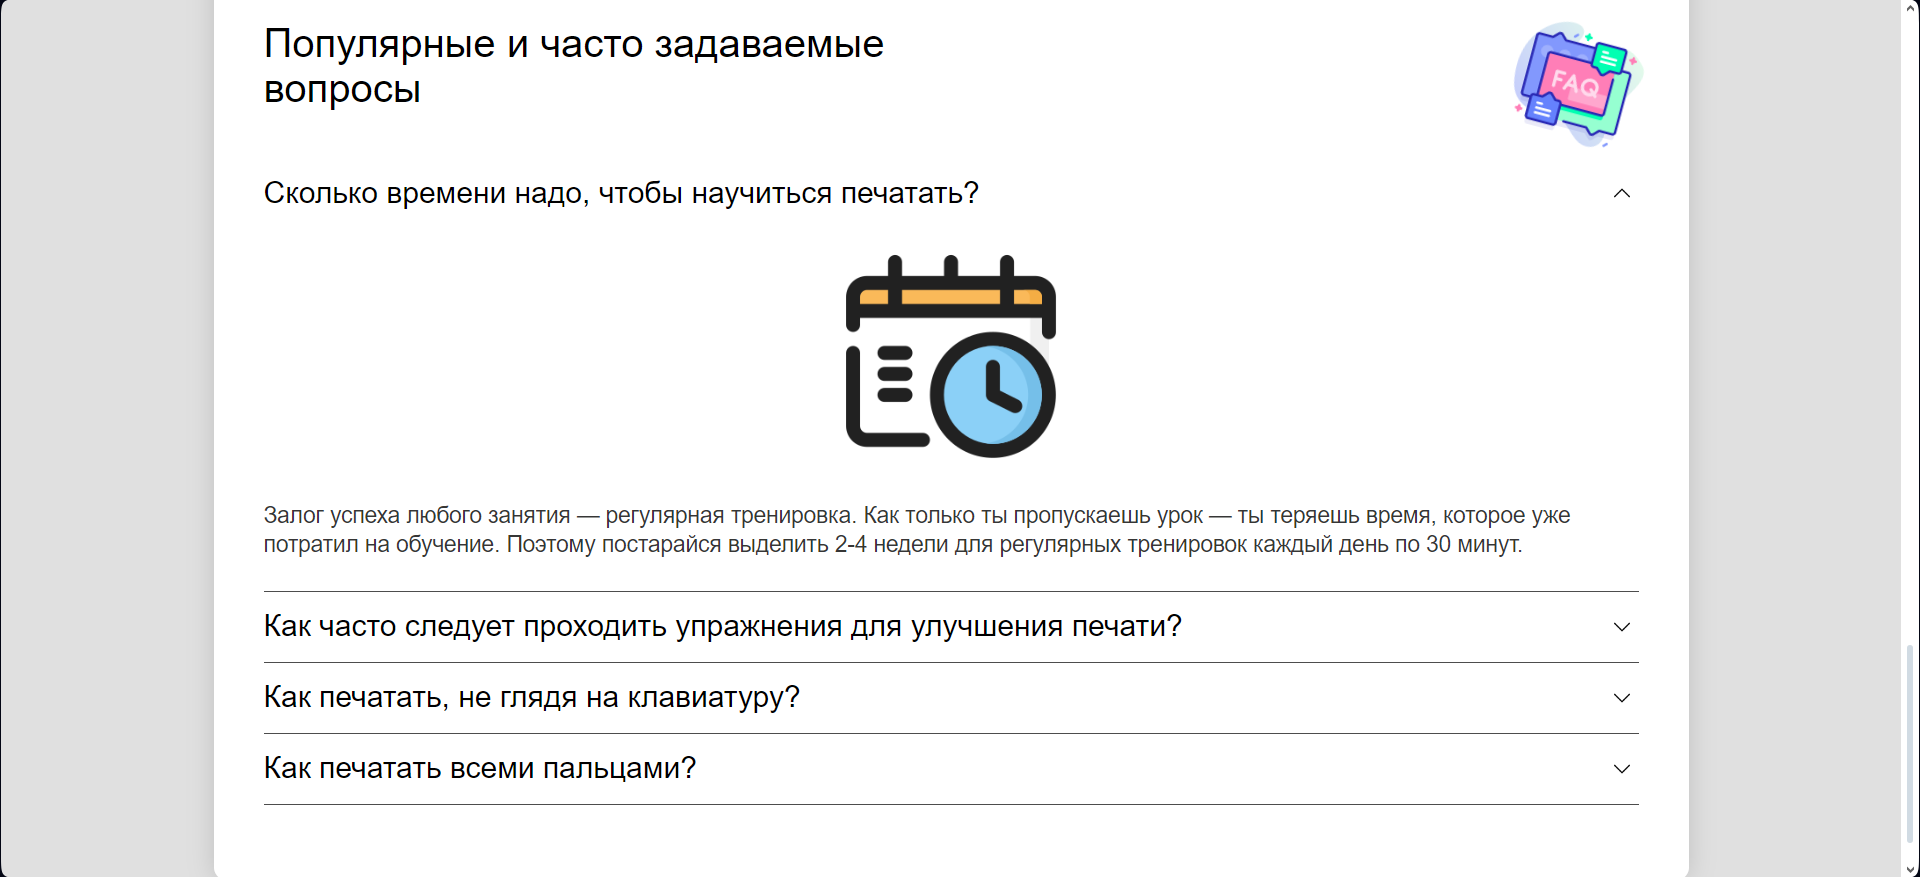 Популярные и часто задаваемые
вопросы
FAQ
Сколько времени надо, чтобы научиться печатать?
Залог успеха любого занятия — регулярная тренировка. Как только ты пропускаешь урок — ты теряешь время, которое уже
потратил на обучение. Поэтому постарайся выделить 2-4 недели для регулярных тренировок каждый день по 30 минут.
Как часто следует проходить упражнения для улучшения печати?
Как печатать, не глядя на клавиатуру?
Как печатать всеми пальцами?